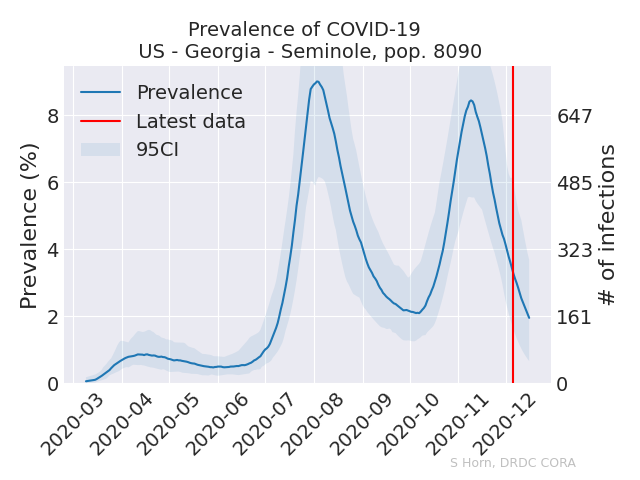 Prevalence of COVID-19
US - Georgia - Seminole, pop. 8090
Prevalence
Latest data
95CI
Prevalence (%)
8
6
4
2
0
# of infections
647
485
323
161
0
2020-03
2020-04
2020-05
2020-06
2020-07
2020-08
2020-09
2020-10
2020-11
2020-12
S Horn, DRDC CORA